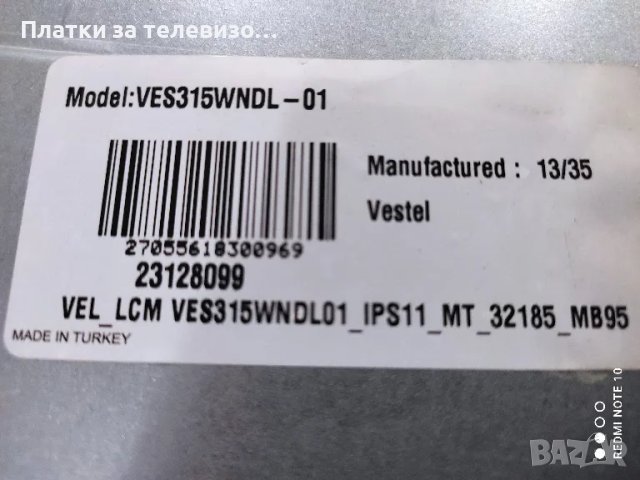 Платки за телевизо...
Model:VES315WNDL-01
Manufactured : 13/35
Vestel
27055618300969
23128099
VEL_LCM VES315WNDL01_IPS11_MT_32185_MB95
MADE IN TURKEY
REDMI NOTE 10
BAZAR